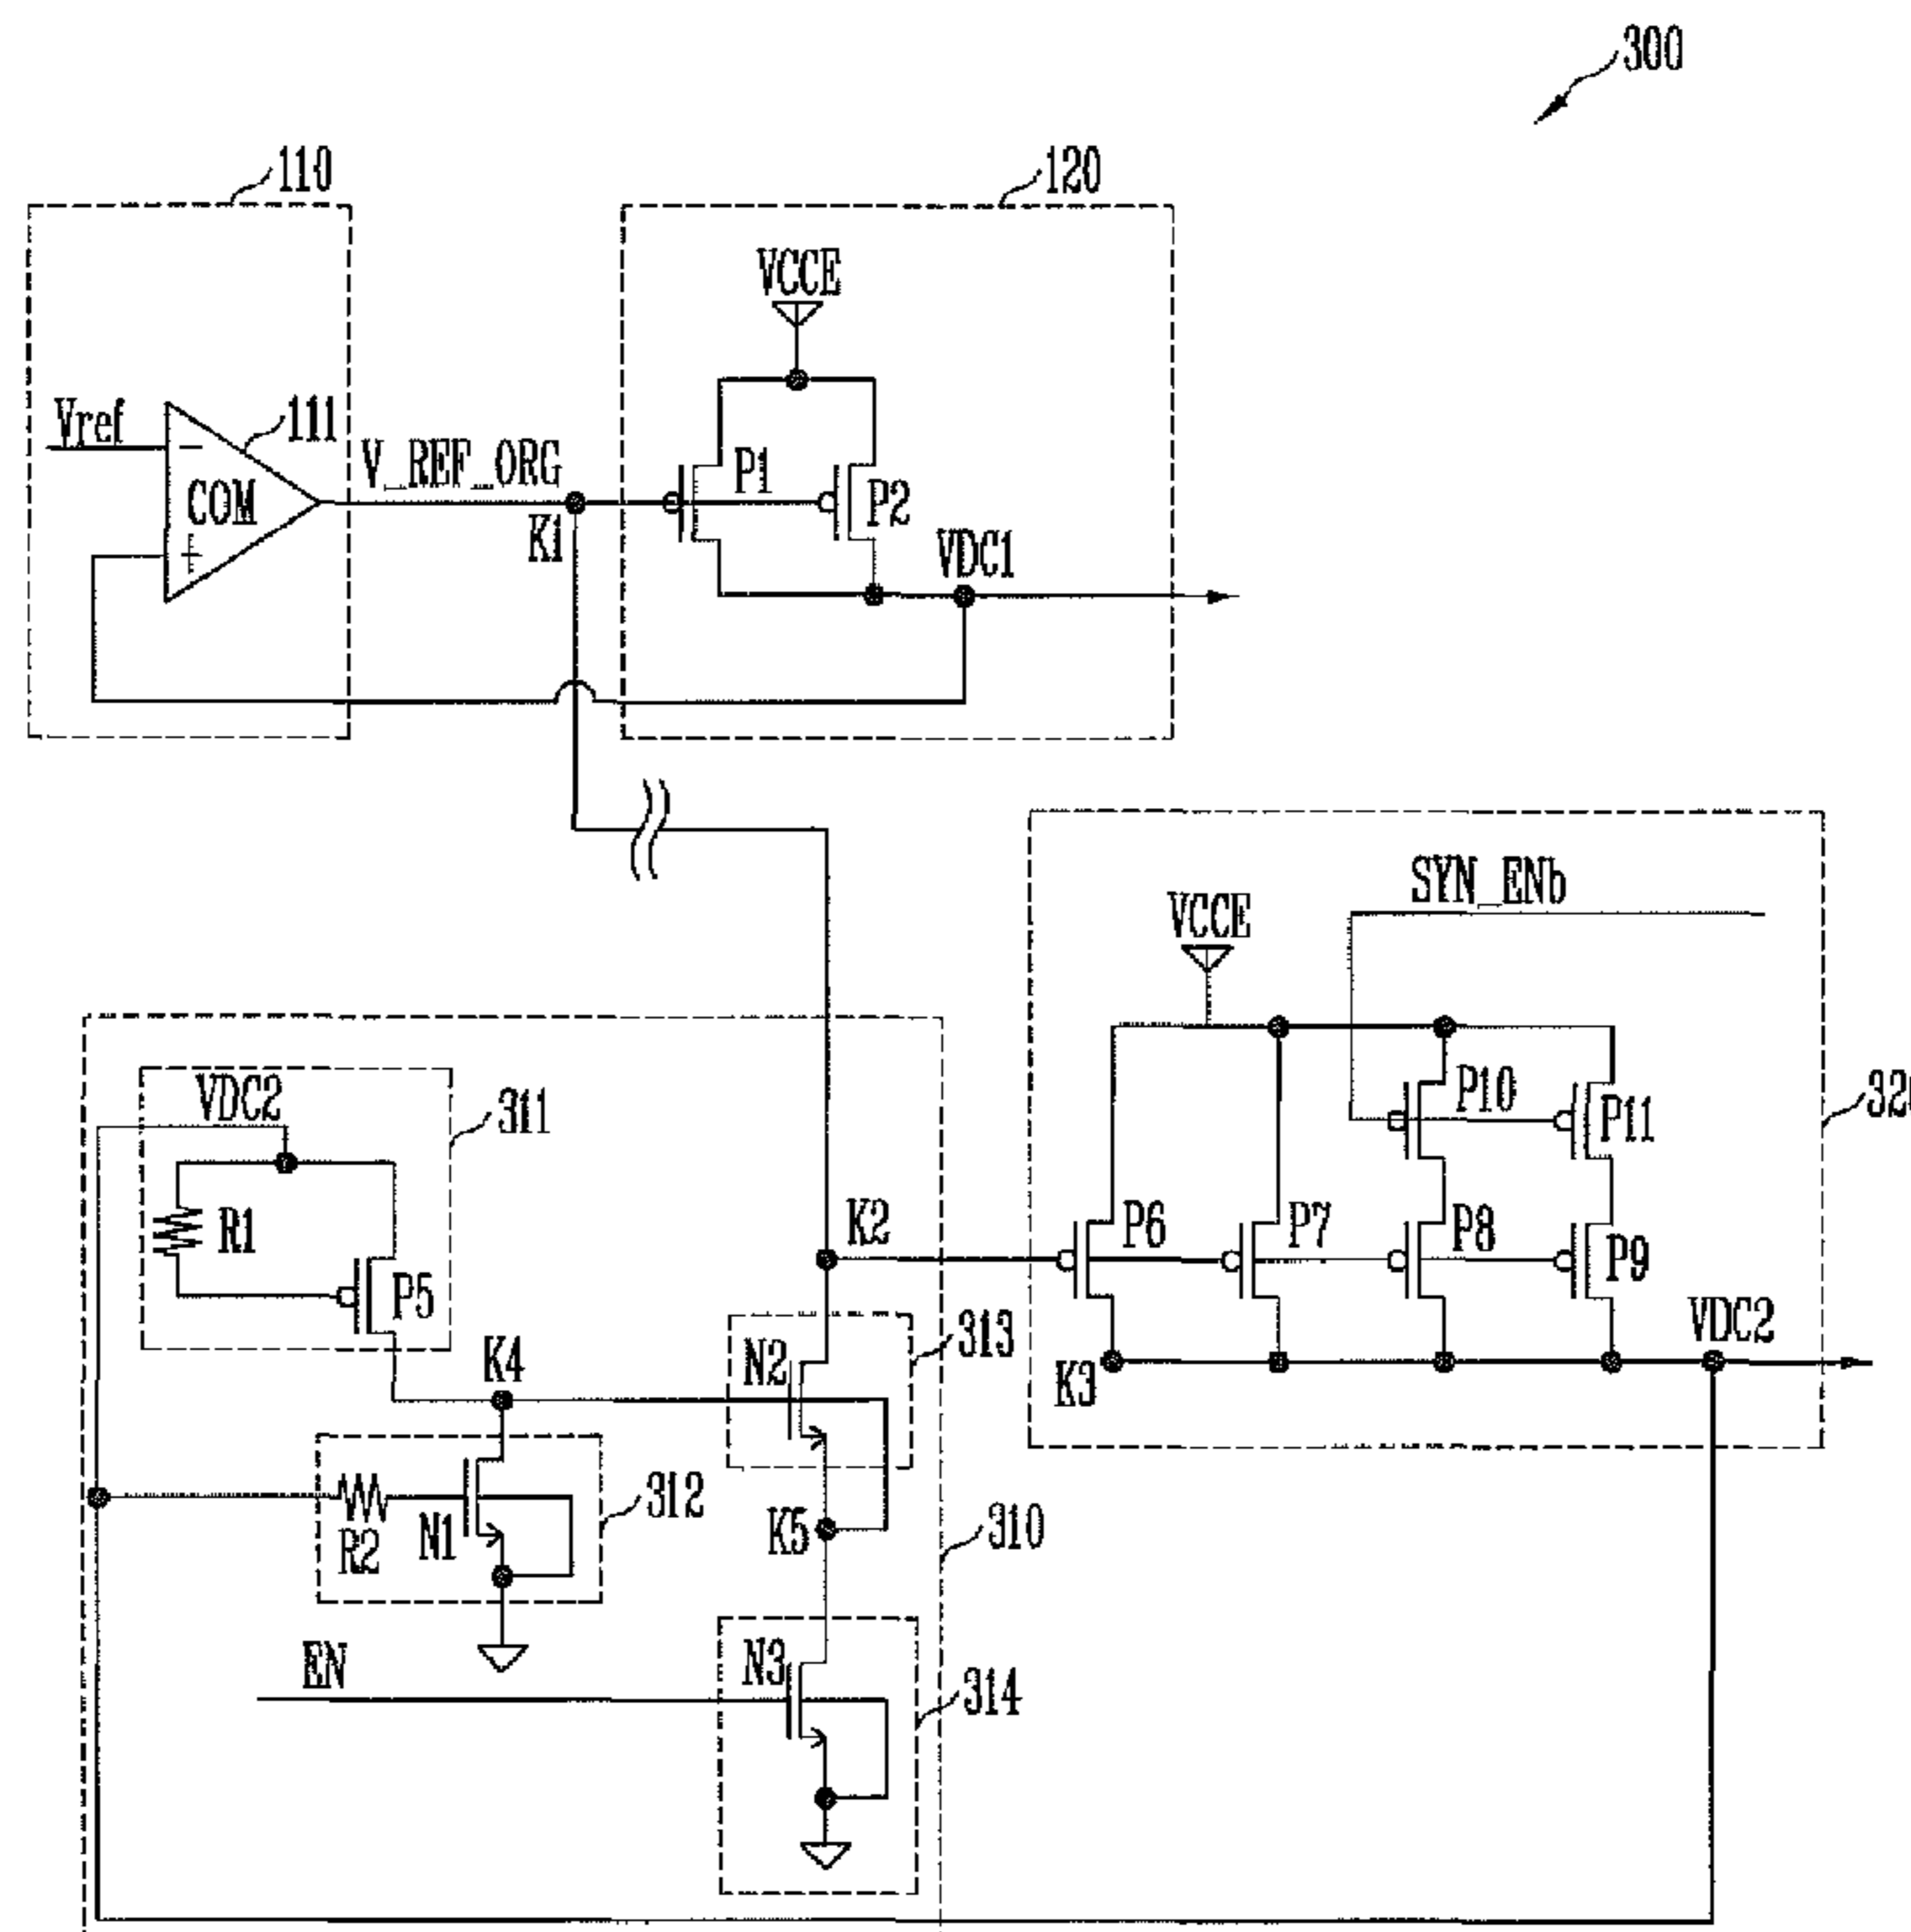 300
110
120
VCCE
Vref
111
COM
V_REF_ORG
P1
P2
K1
VDC1
SYN_ENb
VCCE
VDC2
311
P10
P11
R1
K2
P6
P7
P8
P9
P5
VDC2
N2
313
K4
K3
R2
N1
312
K5
310
EN
N3
314